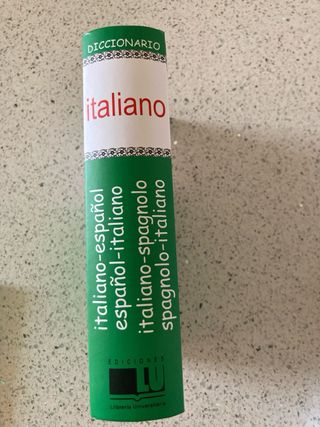 DICCIONARIO
italiano
italiano-español
español-italiano
italiano-spagnolo
spagnolo-italiano
EDICIONES
LU
Librería Universitaria